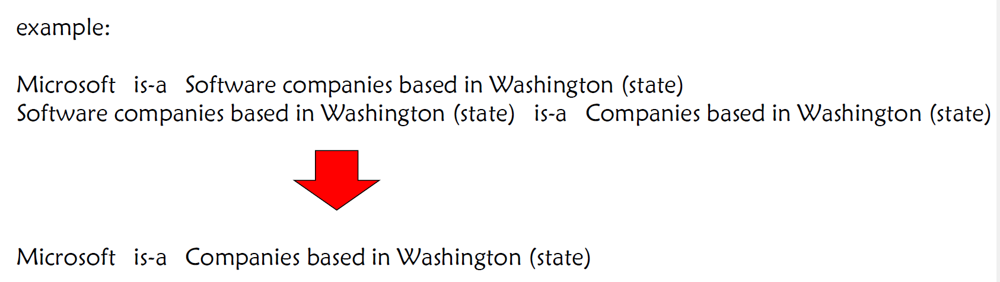 example:
Microsoft is-a Software companies based in Washington (state)
Software companies based in Washington (state) is-a Companies based in Washington (state)
Microsoft is-a Companies based in Washington (state)